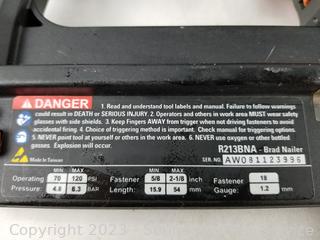 DANGER
1. Read and understand tool labels and manual. Failure to follow warnings
could result in DEATH or SERIOUS INJURY. 2. Operators and others in work area MUST wear safety
glasses with side shields. 3. Keep Fingers AWAY from trigger when not driving fasteners to avoid
accidental firing. 4. Choice of triggering method is important. Check manual for triggering options.
5. NEVER point tool at yourself or others in the work area. 6. NEVER use oxygen or other bottled
gases. Explosion will occur.
R213BNA - Brad Nailer
Made In Taiwan
SERIAL NO. AW081123996
Operating 70 120 PSI Fastener 5/8 2-1/8 inch Fastener 18
Pressure: 4.8 8.3 BAR Length: 15.9 54 mm Gauge: 1.2 mm
Copyright 2023